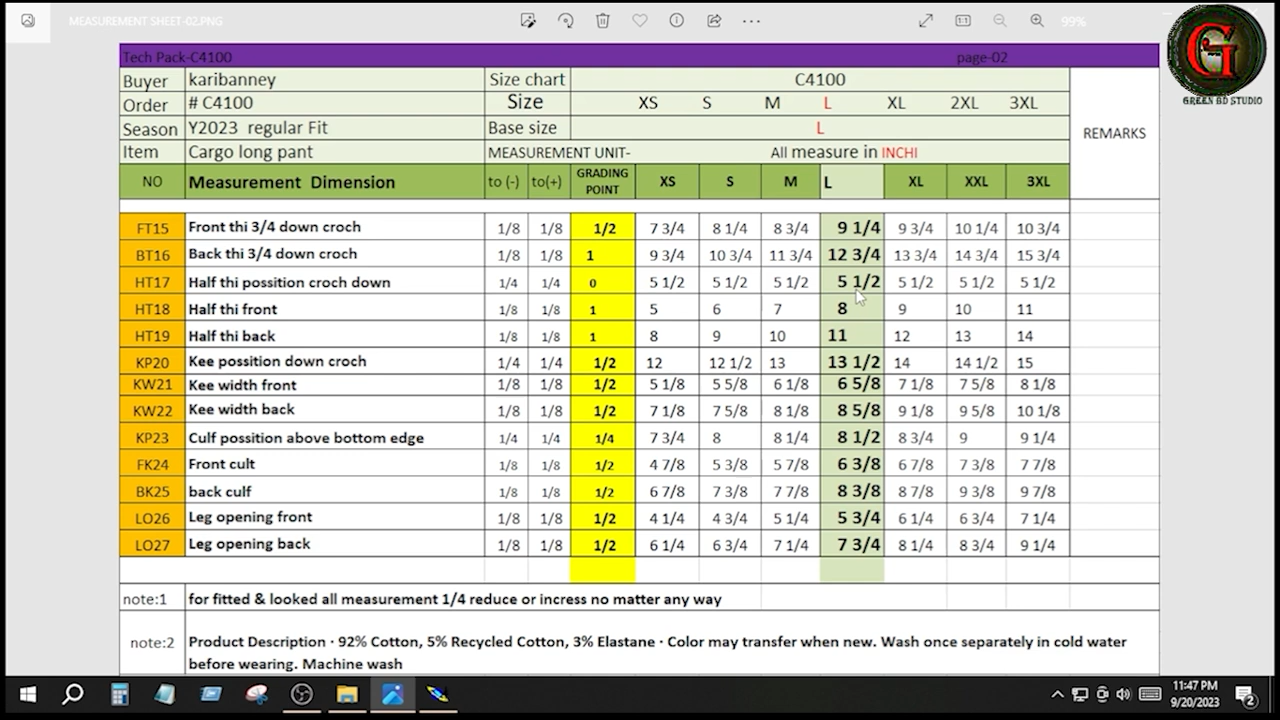 MEASUREMENT SHEET-02.PNG
99%
Tech Pack-C4100 page-02
Buyer karibanney Size chart C4100
Order # C4100 Size XS S M L XL 2XL 3XL
Season Y2023 regular Fit Base size L
REMARKS
Item Cargo long pant MEASUREMENT UNIT- All measure in INCHI
NO Measurement Dimension to (-) to(+) GRADING POINT XS S M L XL XXL 3XL
FT15 Front thi 3/4 down croch 1/8 1/8 1/2 7 3/4 8 1/4 8 3/4 9 1/4 9 3/4 10 1/4 10 3/4
BT16 Back thi 3/4 down croch 1/8 1/8 1 9 3/4 10 3/4 11 3/4 12 3/4 13 3/4 14 3/4 15 3/4
HT17 Half thi possition croch down 1/4 1/4 0 5 1/2 5 1/2 5 1/2 5 1/2 5 1/2 5 1/2 5 1/2
HT18 Half thi front 1/8 1/8 1 5 6 7 8 9 10 11
HT19 Half thi back 1/8 1/8 1 8 9 10 11 12 13 14
KP20 Kee possition down croch 1/4 1/4 1/2 12 12 1/2 13 13 1/2 14 14 1/2 15
KW21 Kee width front 1/8 1/8 1/2 5 1/8 5 5/8 6 1/8 6 5/8 7 1/8 7 5/8 8 1/8
KW22 Kee width back 1/8 1/8 1/2 7 1/8 7 5/8 8 1/8 8 5/8 9 1/8 9 5/8 10 1/8
KP23 Culf possition above bottom edge 1/4 1/4 1/4 7 3/4 8 8 1/4 8 1/2 8 3/4 9 9 1/4
FK24 Front cult 1/8 1/8 1/2 4 7/8 5 3/8 5 7/8 6 3/8 6 7/8 7 3/8 7 7/8
BK25 back culf 1/8 1/8 1/2 6 7/8 7 3/8 7 7/8 8 3/8 8 7/8 9 3/8 9 7/8
LO26 Leg opening front 1/8 1/8 1/2 4 1/4 4 3/4 5 1/4 5 3/4 6 1/4 6 3/4 7 1/4
LO27 Leg opening back 1/8 1/8 1/2 6 1/4 6 3/4 7 1/4 7 3/4 8 1/4 8 3/4 9 1/4
note:1 for fitted & looked all measurement 1/4 reduce or incress no matter any way
note:2 Product Description · 92% Cotton, 5% Recycled Cotton, 3% Elastane · Color may transfer when new. Wash once separately in cold water
before wearing. Machine wash
G
GREEN BD STUDIO
11:47 PM
9/20/2023
2